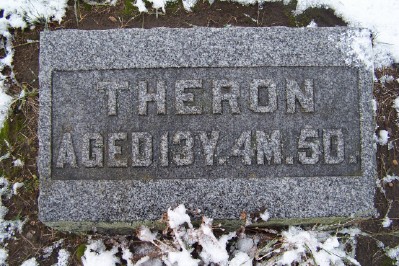 THERON
AGED 13Y. 4M. 5D.